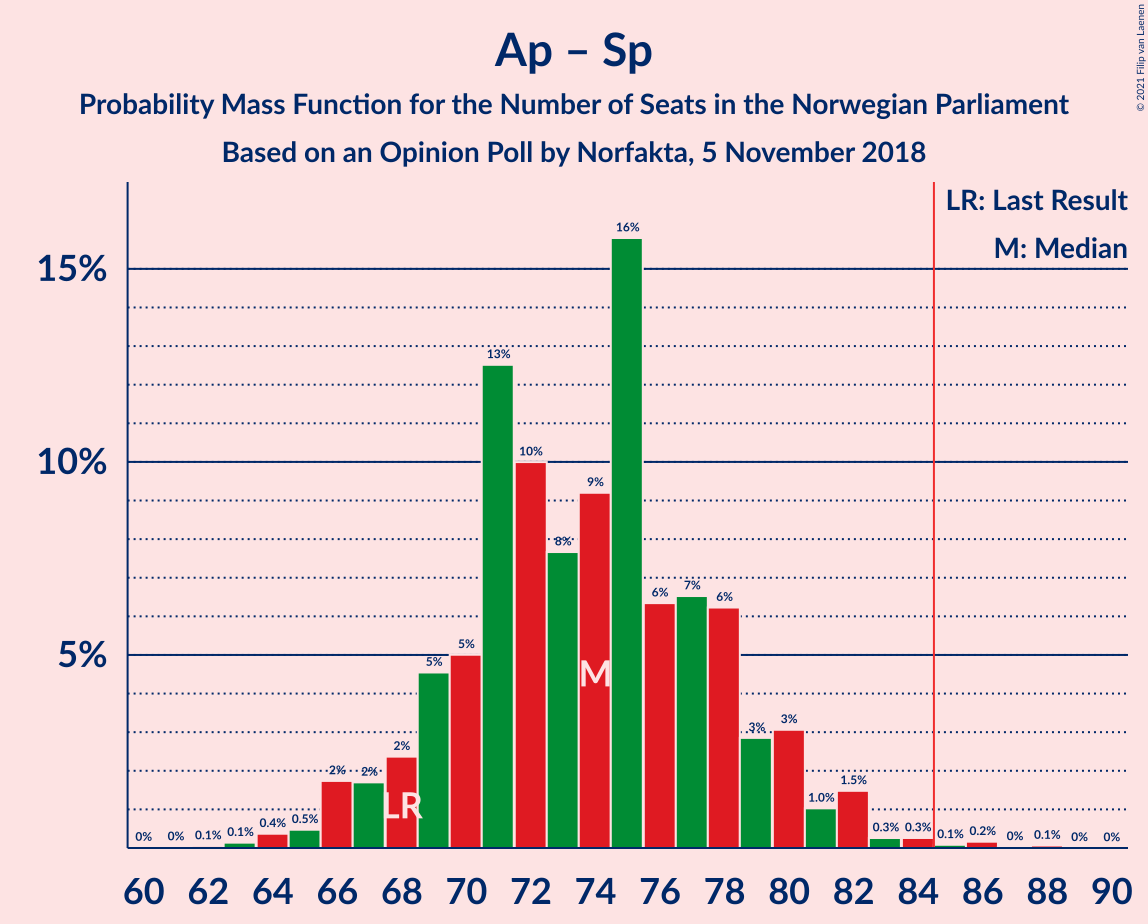 Ap – Sp
Probability Mass Function for the Number of Seats in the Norwegian Parliament
Based on an Opinion Poll by Norfakta, 5 November 2018
© 2021 Filip van Laenen
LR: Last Result
M: Median
15%
10%
5%
0% 0% 0.1% 0.1% 0.4% 0.5% 2% 2% 2% 5% 5% 13% 10% 8% 9% 16% 6% 7% 6% 3% 3% 1.0% 1.5% 0.3% 0.3% 0.1% 0.2% 0% 0.1% 0% 0%
LR
M
60 62 64 66 68 70 72 74 76 78 80 82 84 86 88 90